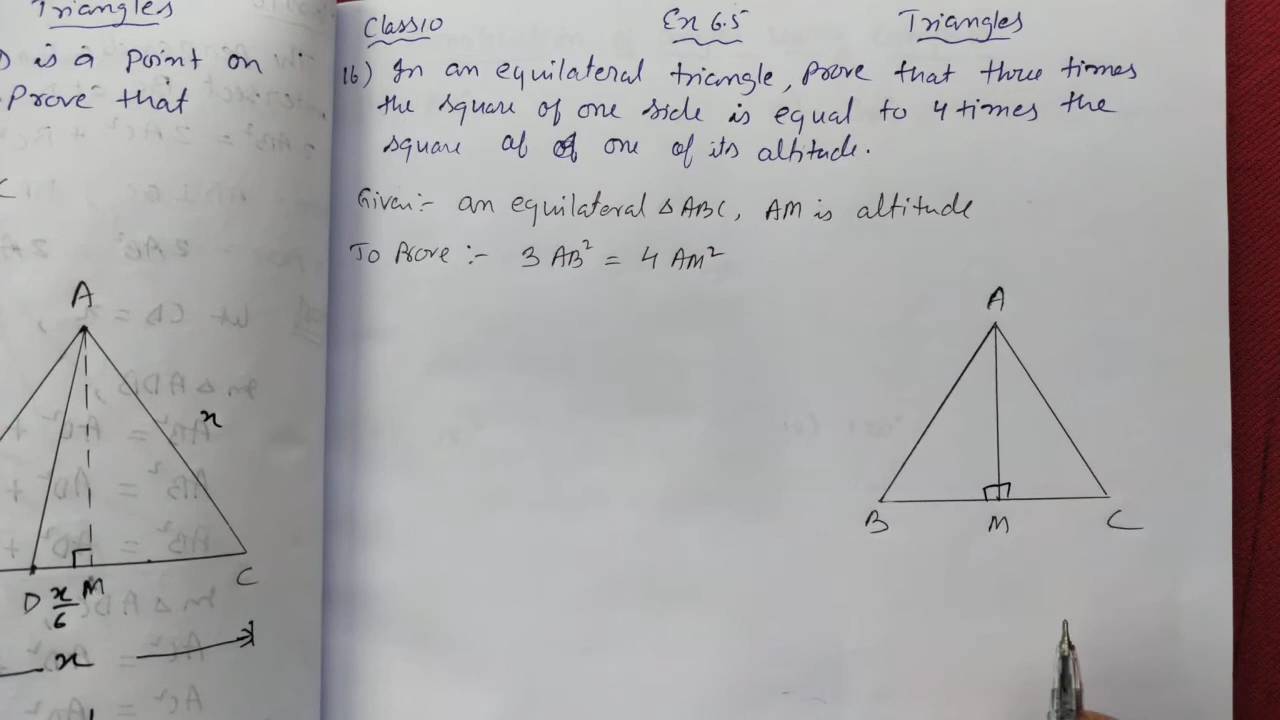 Triangles
D is a point on
Prove that
A
x
D x/6 M
C
x
Class10 Ex 6.5 Triangles
16) In an equilateral triangle, Prove that three times
the square of one side is equal to 4 times the
square of of one of its altitude.
Given:- an equilateral △ ABC, AM is altitude
To Prove :- 3 AB² = 4 AM²
A
B M C